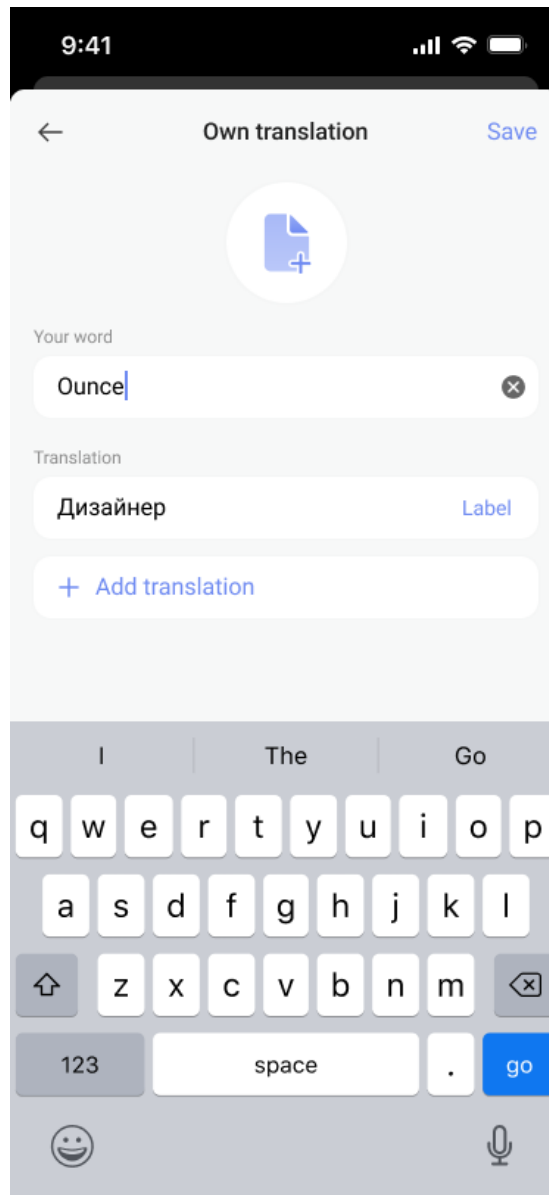 9:41
Own translation Save
Your word
Ounce
Translation
Дизайнер Label
+ Add translation
I The Go
q w e r t y u i o p
a s d f g h j k l
z x c v b n m
123 space . go